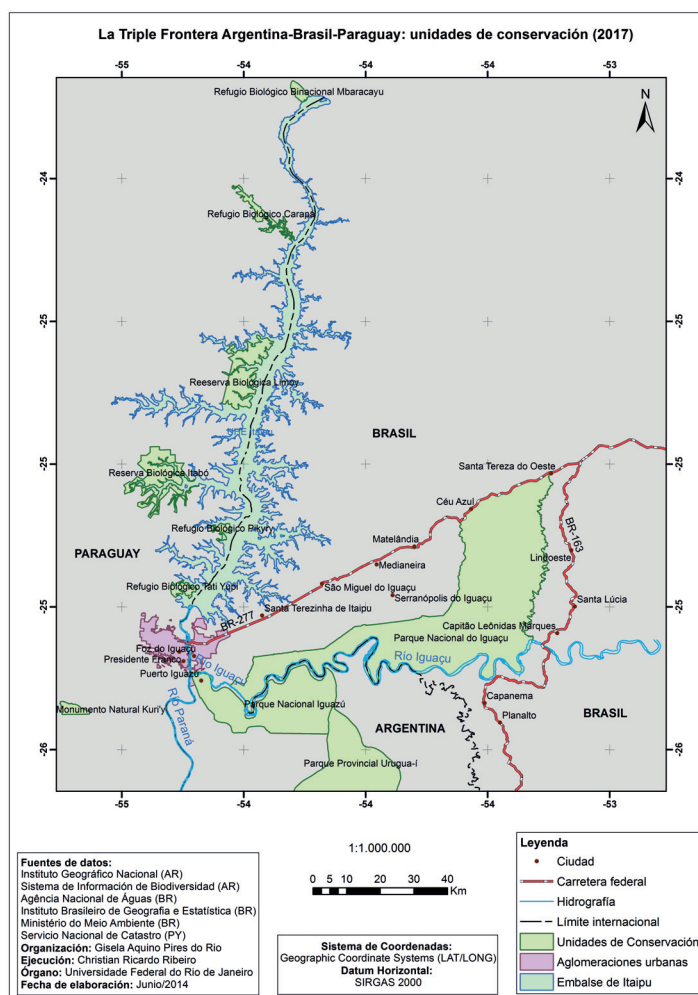 La Triple Frontera Argentina-Brasil-Paraguay: unidades de conservación (2017)
-55
-54
-54
-54
-53
N
Refugio Biológico Binacional Mbaracayu
-24
-24
Refugio Biológico Carapá
-25
-25
Reeserva Biológica Limoy
BRASIL
Santa Tereza do Oeste
-25
-25
Reserva Biológica Itabó
Céu Azul
Refugio Biológico Pikyry
Matelândia
BR-163
PARAGUAY
Lindoeste
Medianeira
Refugio Biológico Tati Yupi
São Miguel do Iguaçu
Serranópolis do Iguaçu
-25
-25
Santa Lúcia
Santa Terezinha de Itaipu
BR-277
Capitão Leônidas Marques
Parque Nacional do Iguaçu
Foz do Iguaçu
Presidente Franco
Río Iguaçu
Río Iguaçu
Puerto Iguazú
Capanema
Monumento Natural Kuri'y
Río Paraná
Parque Nacional Iguazú
Planalto
BRASIL
ARGENTINA
-26
-26
Parque Provincial Urugua-í
-55
-54
-54
-54
-53
Fuentes de datos:
Instituto Geográfico Nacional (AR)
Sistema de Información de Biodiversidad (AR)
Agência Nacional de Águas (BR)
Instituto Brasileiro de Geografia e Estatística (BR)
Ministério do Meio Ambiente (BR)
Servicio Nacional de Catastro (PY)
Organización: Gisela Aquino Pires do Rio
Ejecución: Christian Ricardo Ribeiro
Órgano: Universidade Federal do Rio de Janeiro
Fecha de elaboración: Junio/2014
1:1.000.000
0 5 10 20 30 40
Km
Sistema de Coordenadas:
Geographic Coordinate Systems (LAT/LONG)
Datum Horizontal:
SIRGAS 2000
Leyenda
Ciudad
Carretera federal
Hidrografía
Límite internacional
Unidades de Conservación
Aglomeraciones urbanas
Embalse de Itaipu